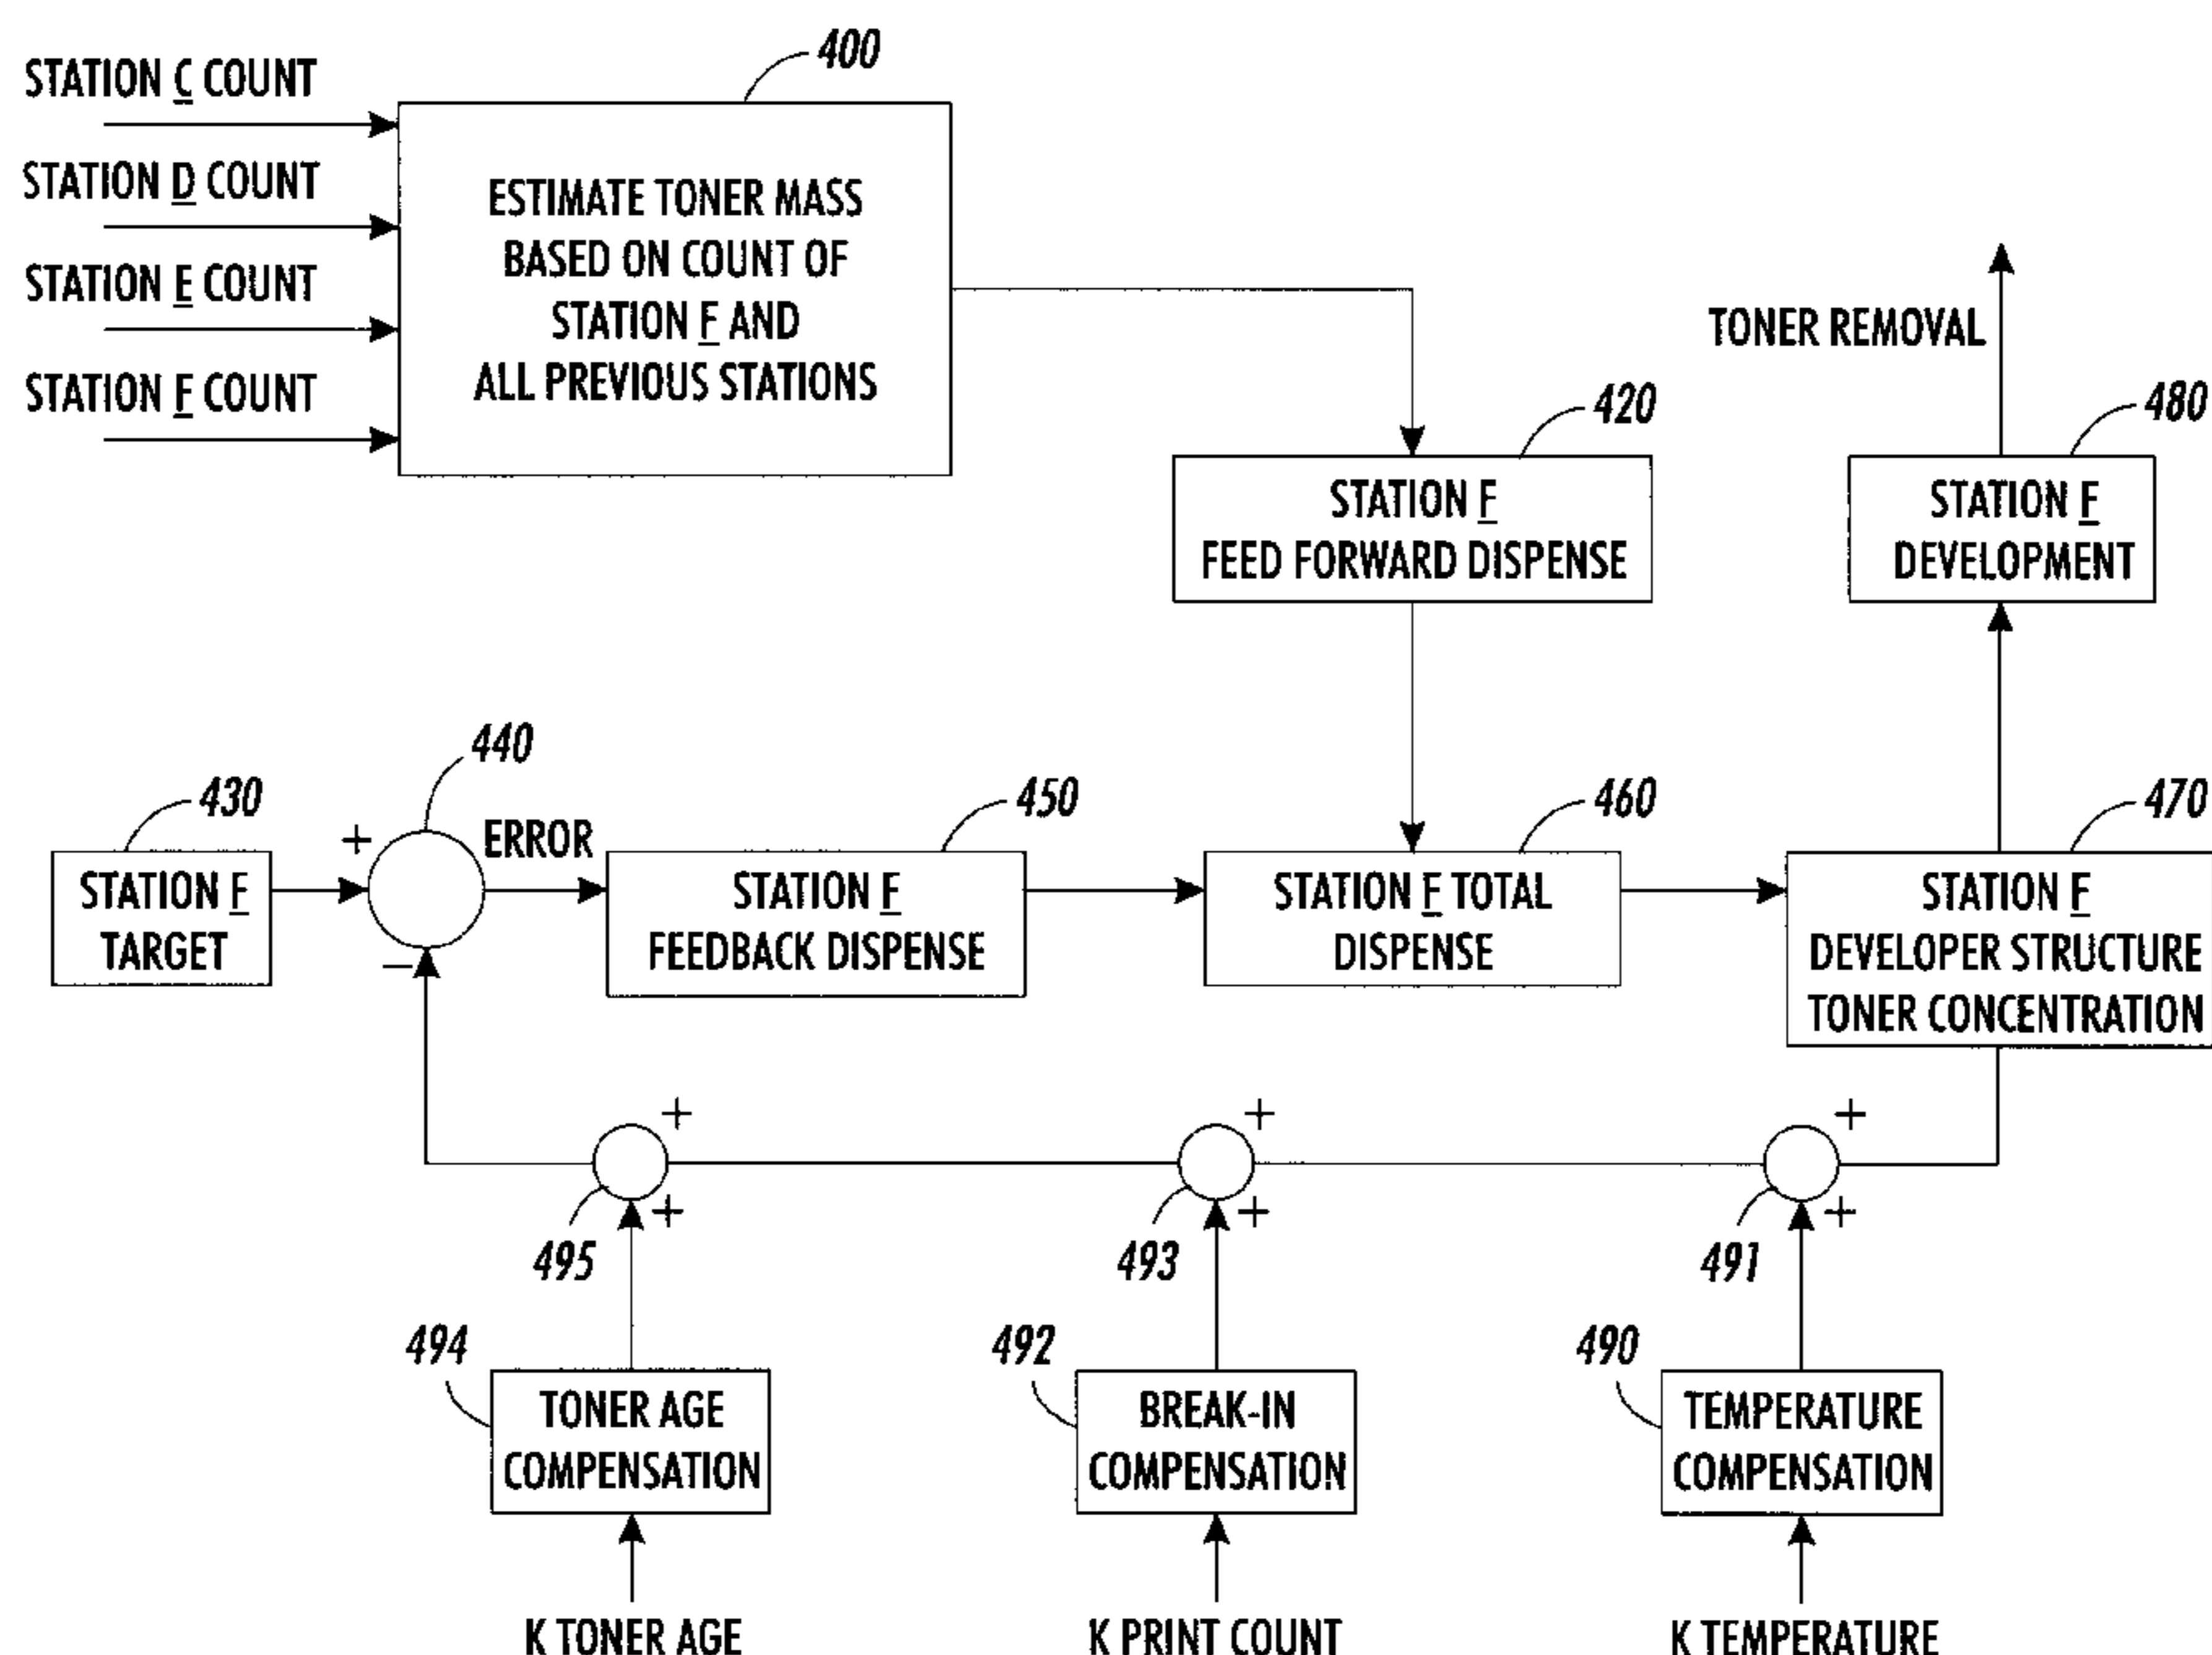 400
STATION C COUNT
STATION D COUNT
STATION E COUNT
STATION F COUNT
ESTIMATE TONER MASS
BASED ON COUNT OF
STATION F AND
ALL PREVIOUS STATIONS
TONER REMOVAL
420
STATION F
FEED FORWARD DISPENSE
480
STATION F
DEVELOPMENT
430
STATION F
TARGET
+
−
440
ERROR
450
STATION F
FEEDBACK DISPENSE
460
STATION F TOTAL
DISPENSE
470
STATION F
DEVELOPER STRUCTURE
TONER CONCENTRATION
+
+
495
+
+
493
+
+
491
494
TONER AGE
COMPENSATION
K TONER AGE
492
BREAK-IN
COMPENSATION
K PRINT COUNT
490
TEMPERATURE
COMPENSATION
K TEMPERATURE